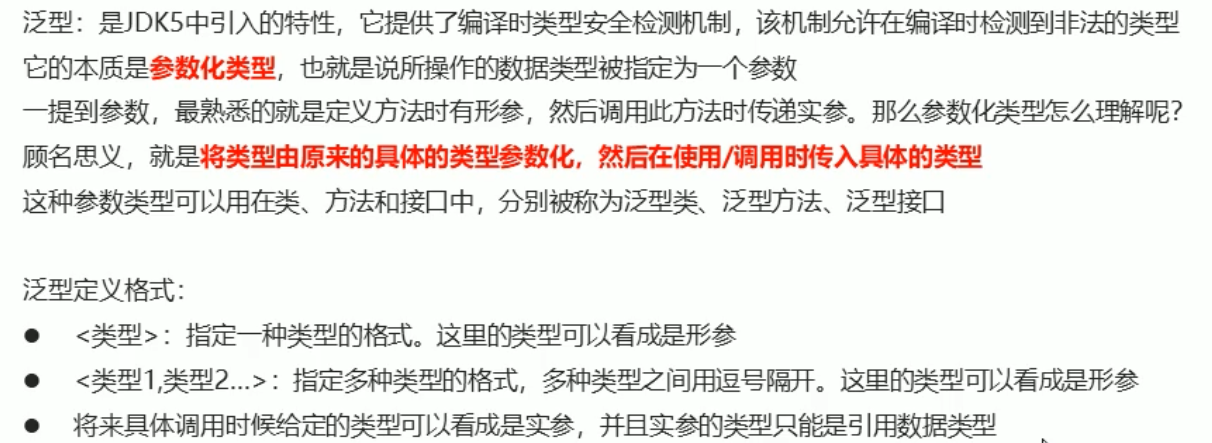 泛型：是JDK5中引入的特性，它提供了编译时类型安全检测机制，该机制允许在编译时检测到非法的类型
它的本质是参数化类型，也就是说所操作的数据类型被指定为一个参数
一提到参数，最熟悉的就是定义方法时有形参，然后调用此方法时传递实参。那么参数化类型怎么理解呢？
顾名思义，就是将类型由原来的具体的类型参数化，然后在使用/调用时传入具体的类型
这种参数类型可以用在类、方法和接口中，分别被称为泛型类、泛型方法、泛型接口
泛型定义格式：
● <类型>：指定一种类型的格式。这里的类型可以看成是形参
● <类型1,类型2...>：指定多种类型的格式，多种类型之间用逗号隔开。这里的类型可以看成是形参
● 将来具体调用时候给定的类型可以看成是实参，并且实参的类型只能是引用数据类型